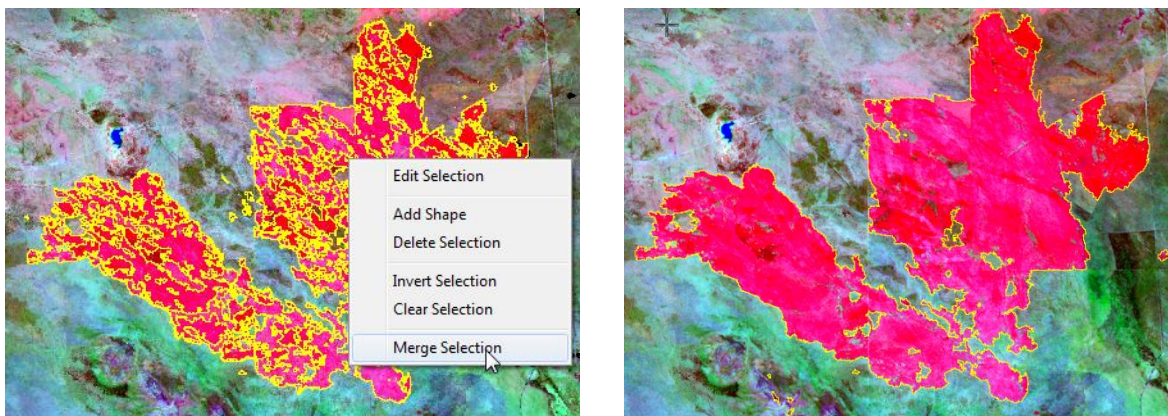 Edit Selection
Add Shape
Delete Selection
Invert Selection
Clear Selection
Merge Selection